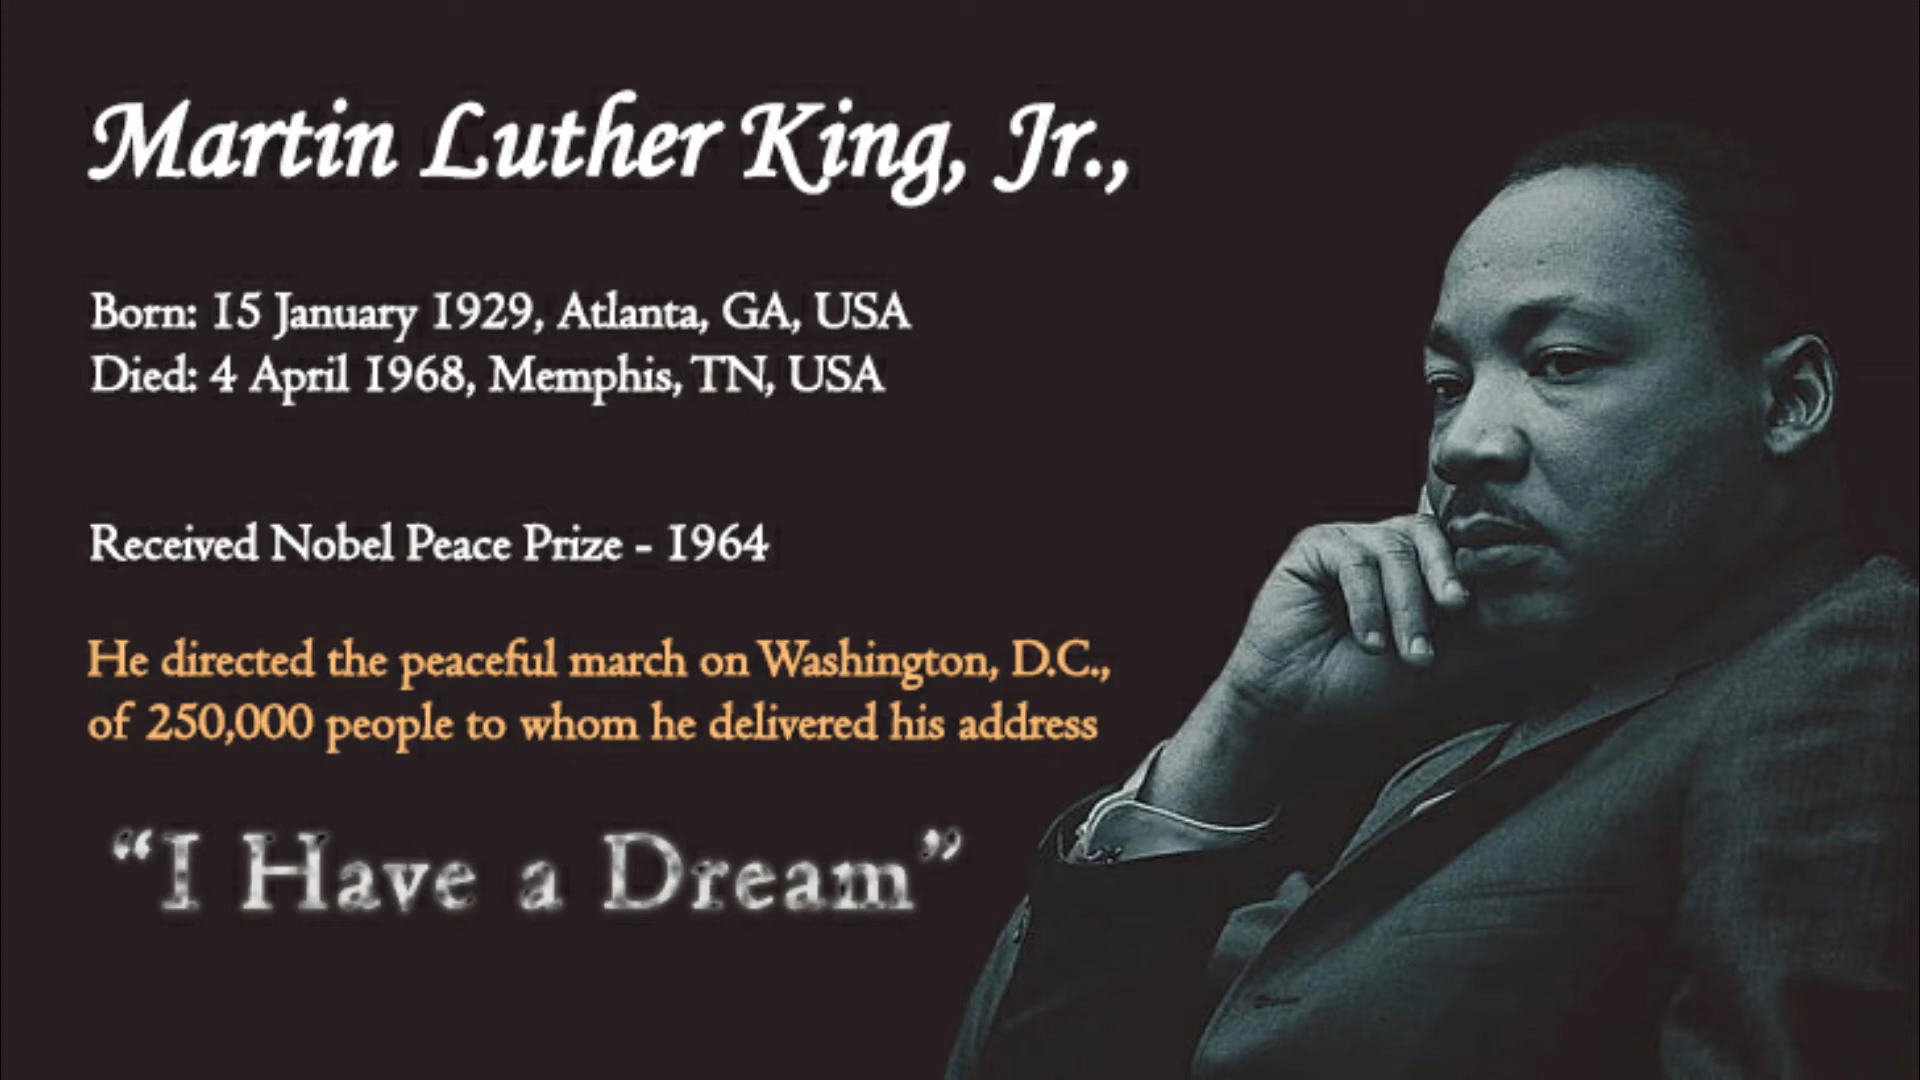 Martin Luther King, Jr.,
Born: 15 January 1929, Atlanta, GA, USA
Died: 4 April 1968, Memphis, TN, USA
Received Nobel Peace Prize - 1964
He directed the peaceful march on Washington, D.C.,
of 250,000 people to whom he delivered his address
“I Have a Dream”